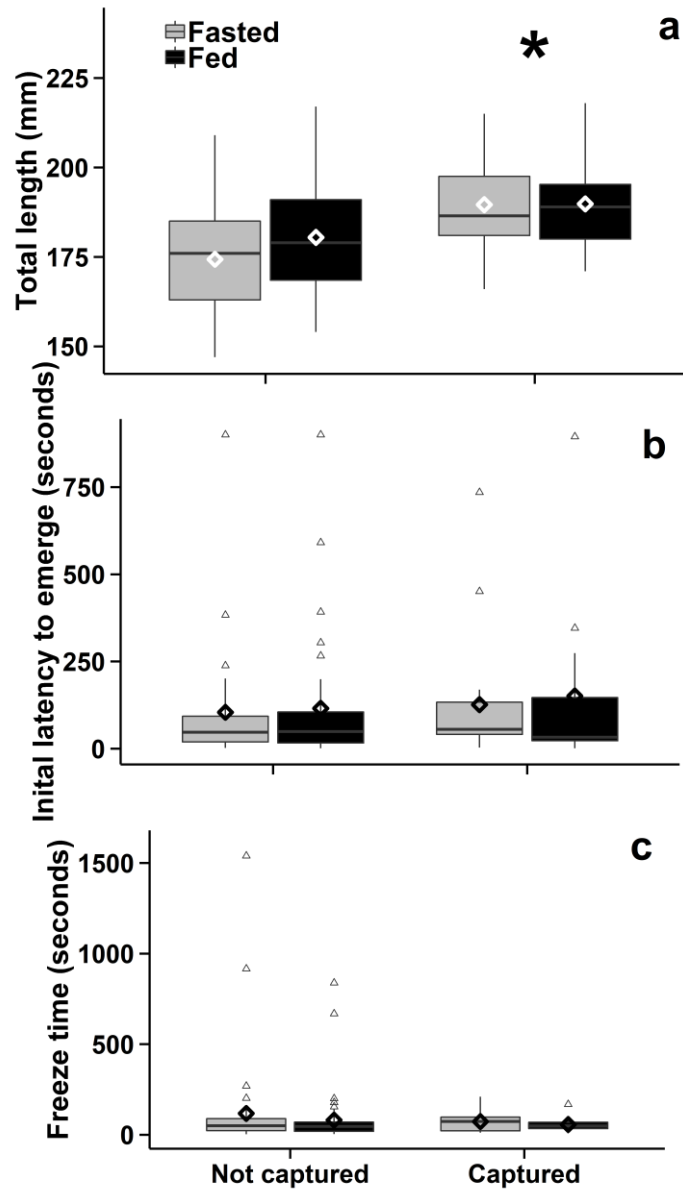 a
Fasted
Fed
*
Total length (mm)
225
200
175
150
b
Inital latency to emerge (seconds)
750
500
250
0
c
Freeze time (seconds)
1500
1000
500
0
Not captured
Captured